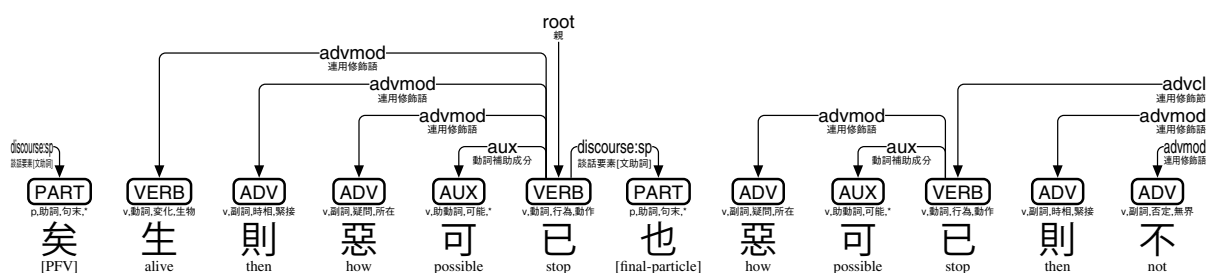 root
親
advmod
連用修飾語
advmod
連用修飾語
advcl
連用修飾節
advmod
連用修飾語
advmod
連用修飾語
advmod
連用修飾語
advmod
連用修飾語
discourse:sp
談話要素[文助詞]
aux
動詞補助成分
discourse:sp
談話要素[文助詞]
aux
動詞補助成分
advmod
連用修飾語
PART VERB ADV ADV AUX VERB PART ADV AUX VERB ADV ADV
p,助詞,句末,* v,動詞,変化,生物 v,副詞,時相,緊接 v,副詞,疑問,所在 v,助動詞,可能,* v,動詞,行為,動作 p,助詞,句末,* v,副詞,疑問,所在 v,助動詞,可能,* v,動詞,行為,動作 v,副詞,時相,緊接 v,副詞,否定,無界
矣 生 則 惡 可 已 也 惡 可 已 則 不
[PFV] alive then how possible stop [final-particle] how possible stop then not